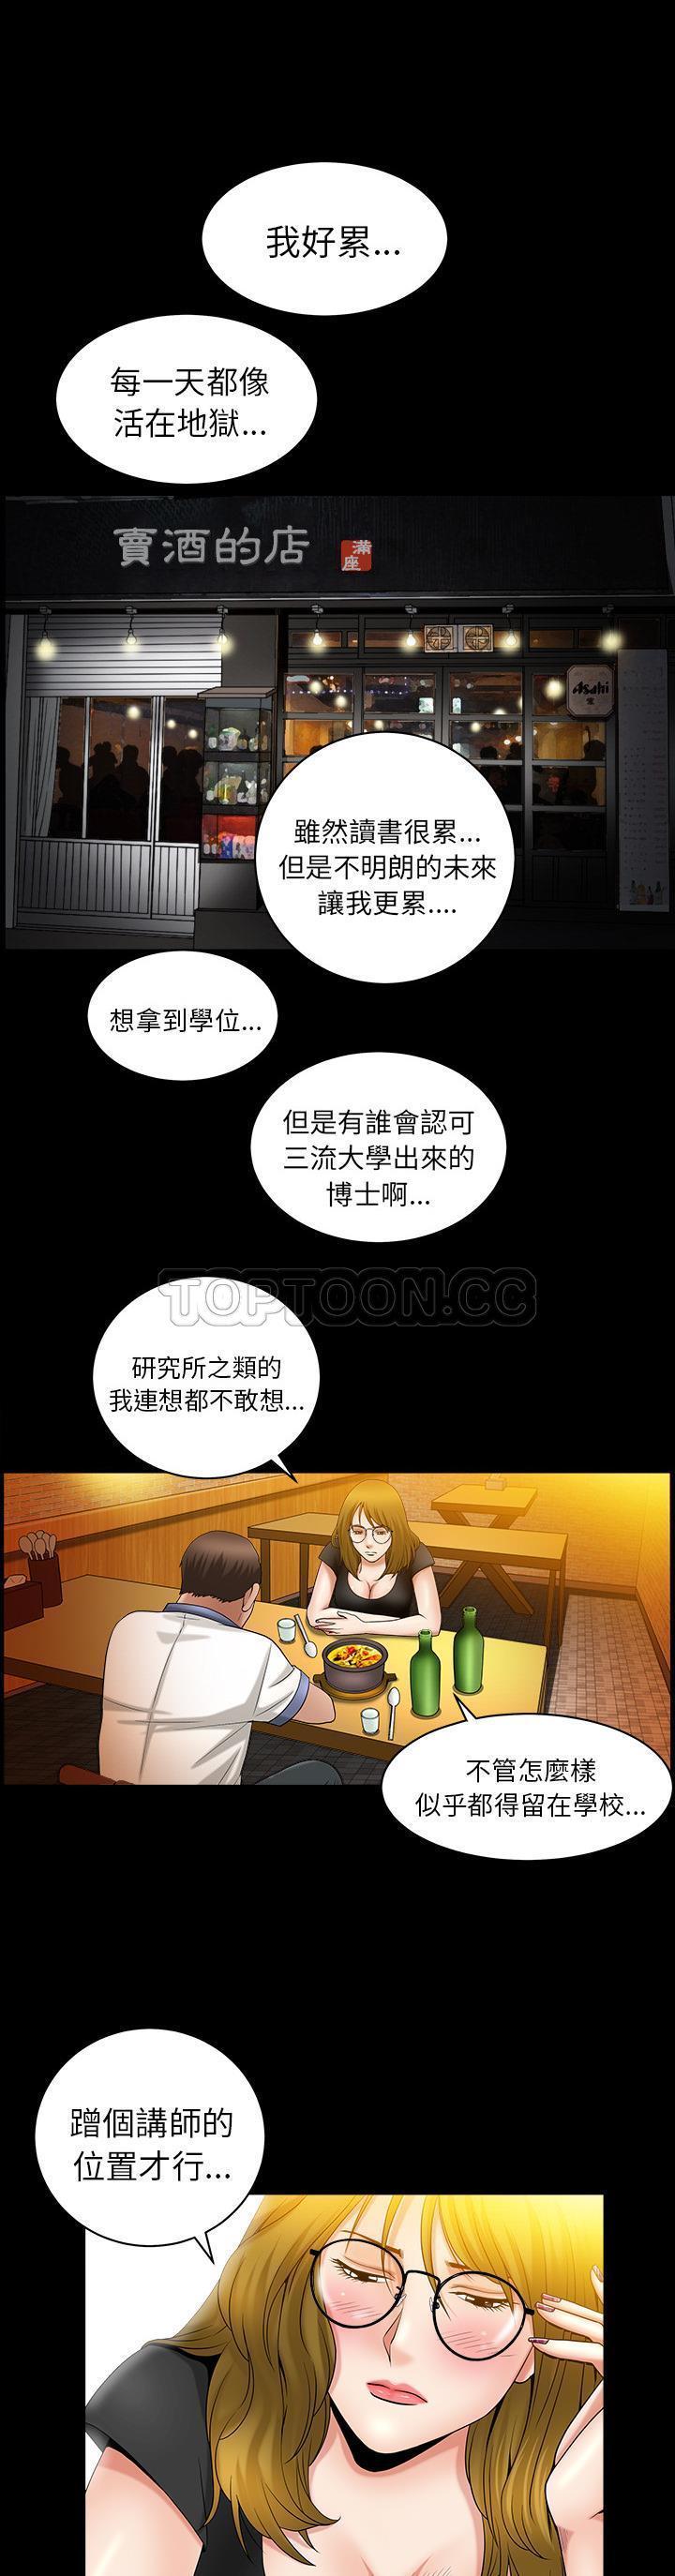 我好累...
每一天都像
活在地獄...
賣酒的店
滿座
Asahi
雖然讀書很累...
但是不明朗的未來
讓我更累....
想拿到學位...
但是有誰會認可
三流大學出來的
博士啊...
TOPTOON.CC
研究所之類的
我連想都不敢想...
不管怎麼樣
似乎都得留在學校...
蹭個講師的
位置才行...